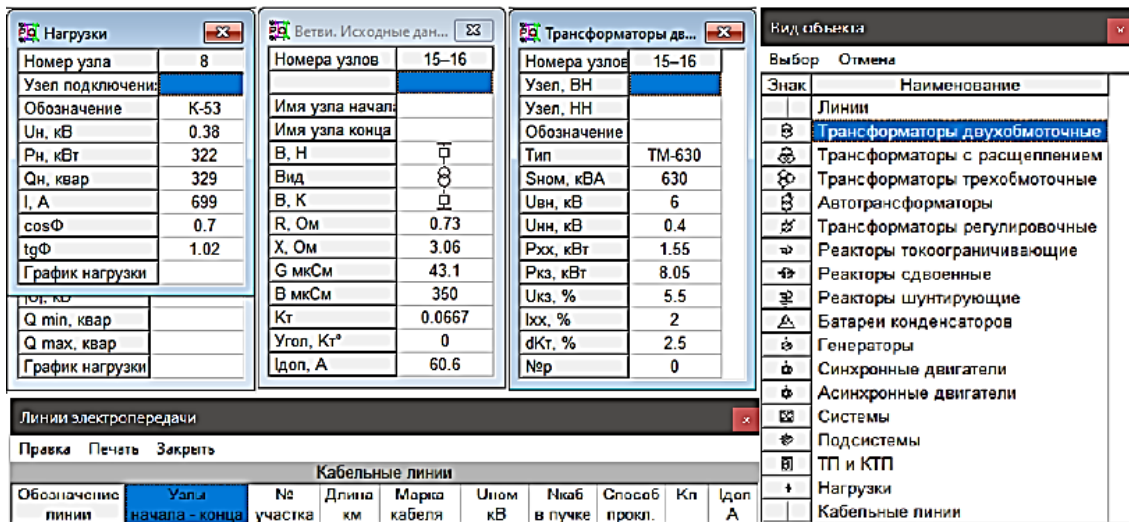 Нагрузки
Номер узла 8
Узел подключени
Обозначение К-53
Uн, кВ 0.38
Рн, кВт 322
Qн, квар 329
I, А 699
cosФ 0.7
tgФ 1.02
График нагрузки
Q min, квар
Q max, квар
График нагрузки
Ветви. Исходные дан...
Номера узлов 15–16
Имя узла начал
Имя узла конца
В, Н
Вид
В, К
R, Ом 0.73
X, Ом 3.06
G мкСм 43.1
В мкСм 350
Кт 0.0667
Угол, Кт° 0
Iдоп, А 60.6
Трансформаторы дв...
Номера узлов 15–16
Узел, ВН
Узел, НН
Обозначение
Тип ТМ-630
Sном, кВА 630
Uвн, кВ 6
Uнн, кВ 0.4
Рхх, кВт 1.55
Ркз, кВт 8.05
Uкз, % 5.5
Iхх, % 2
dКт, % 2.5
№р 0
Вид объекта
Выбор Отмена
Знак Наименование
Линии
Трансформаторы двухобмоточные
Трансформаторы с расщеплением
Трансформаторы трехобмоточные
Автотрансформаторы
Трансформаторы регулировочные
Реакторы токоограничивающие
Реакторы сдвоенные
Реакторы шунтирующие
Батареи конденсаторов
Генераторы
Синхронные двигатели
Асинхронные двигатели
Системы
Подсистемы
ТП и КТП
Нагрузки
Кабельные линии
Линии электропередачи
Правка Печать Закрыть
Кабельные линии
Обозначение Узлы № Длина Марка Uном Nкаб Способ Кп Iдоп
линии начала - конца участка км кабеля кВ в пучке прокл. А